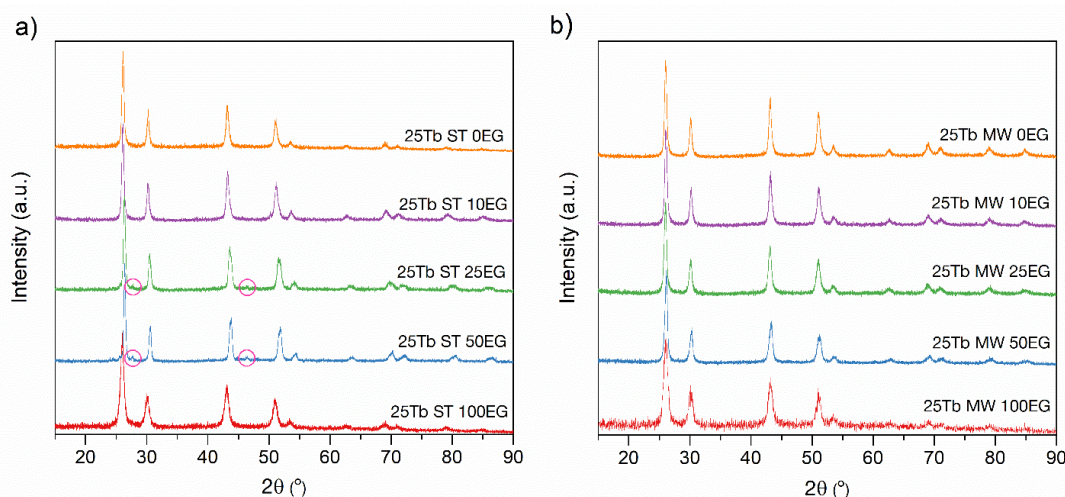 a)
Intensity (a.u.)
25Tb ST 0EG
25Tb ST 10EG
25Tb ST 25EG
25Tb ST 50EG
25Tb ST 100EG
20 30 40 50 60 70 80 90
2θ (°)
b)
Intensity (a.u.)
25Tb MW 0EG
25Tb MW 10EG
25Tb MW 25EG
25Tb MW 50EG
25Tb MW 100EG
20 30 40 50 60 70 80 90
2θ (°)